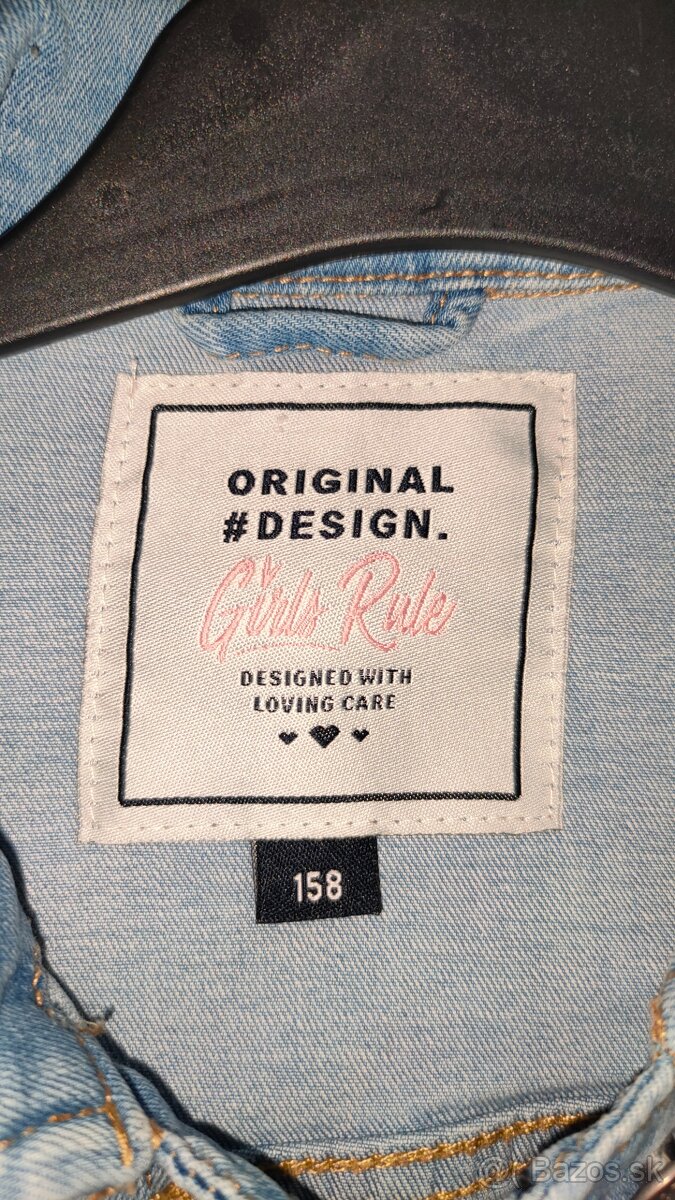 ORIGINAL
#DESIGN.
Girls Rule
DESIGNED WITH
LOVING CARE
158
Bazos.sk